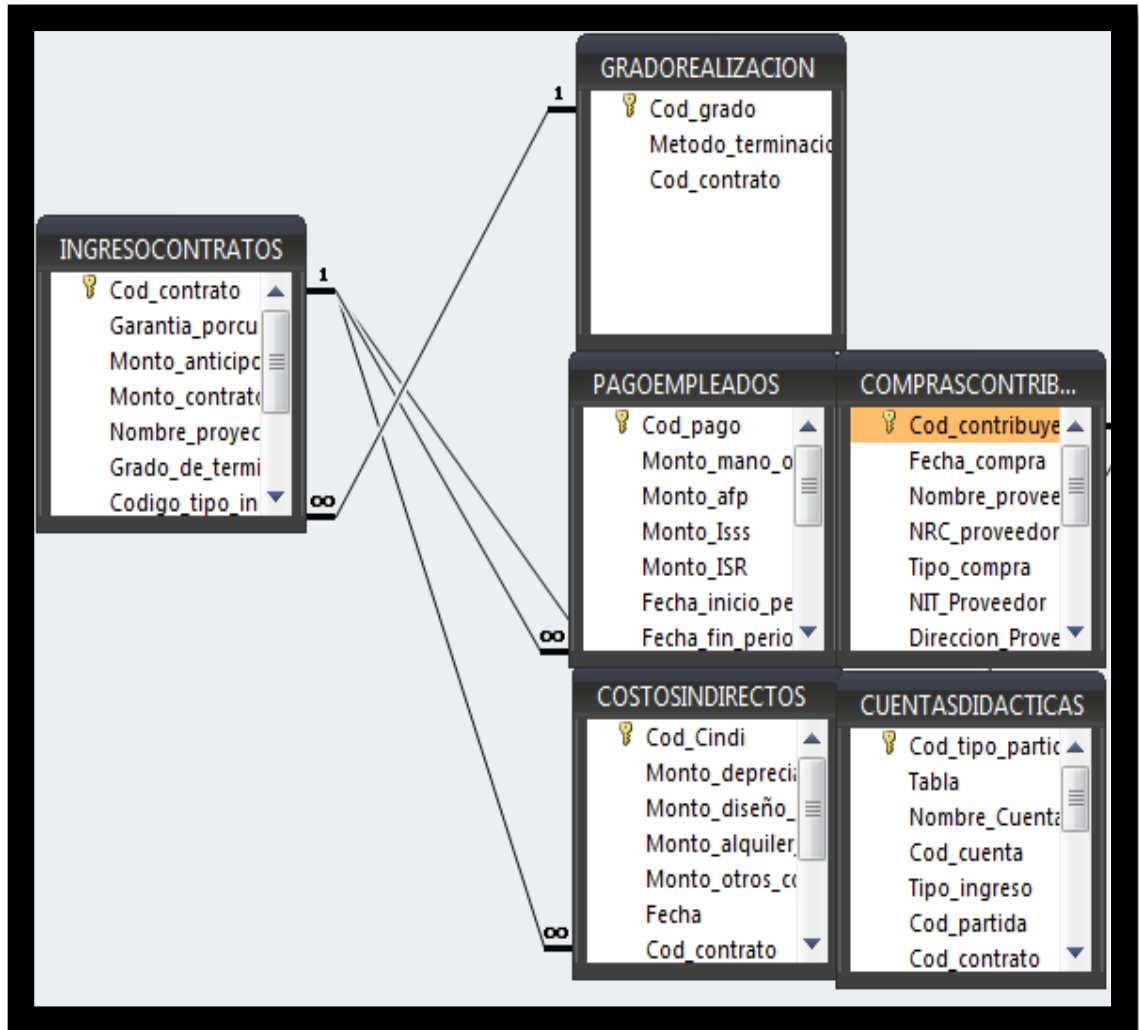 GRADOREALIZACION
1
Cod_grado
Metodo_terminacio
Cod_contrato
INGRESOCONTRATOS
1
Cod_contrato
Garantia_porcu
Monto_anticipo
Monto_contrato
Nombre_proyec
Grado_de_termi
Codigo_tipo_in
∞
PAGOEMPLEADOS
Cod_pago
Monto_mano_o
Monto_afp
Monto_Isss
Monto_ISR
Fecha_inicio_pe
Fecha_fin_perio
∞
COMPRASCONTRIB...
Cod_contribuye
Fecha_compra
Nombre_provee
NRC_proveedor
Tipo_compra
NIT_Proveedor
Direccion_Prove
COSTOSINDIRECTOS
Cod_Cindi
Monto_deprecia
Monto_diseño_
Monto_alquiler_
Monto_otros_co
Fecha
Cod_contrato
∞
CUENTASDIDACTICAS
Cod_tipo_partid
Tabla
Nombre_Cuenta
Cod_cuenta
Tipo_ingreso
Cod_partida
Cod_contrato